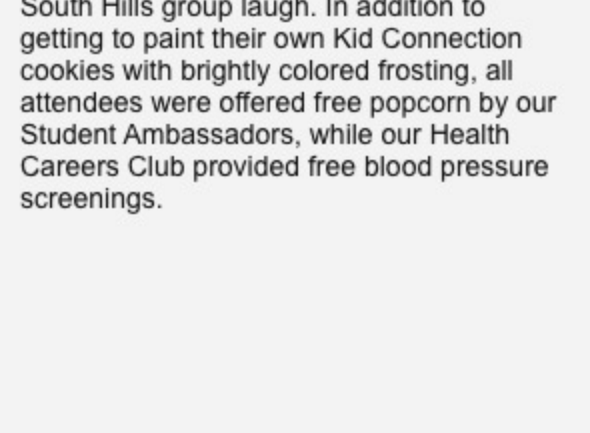 South Hills group laugh. In addition to
getting to paint their own Kid Connection
cookies with brightly colored frosting, all
attendees were offered free popcorn by our
Student Ambassadors, while our Health
Careers Club provided free blood pressure
screenings.